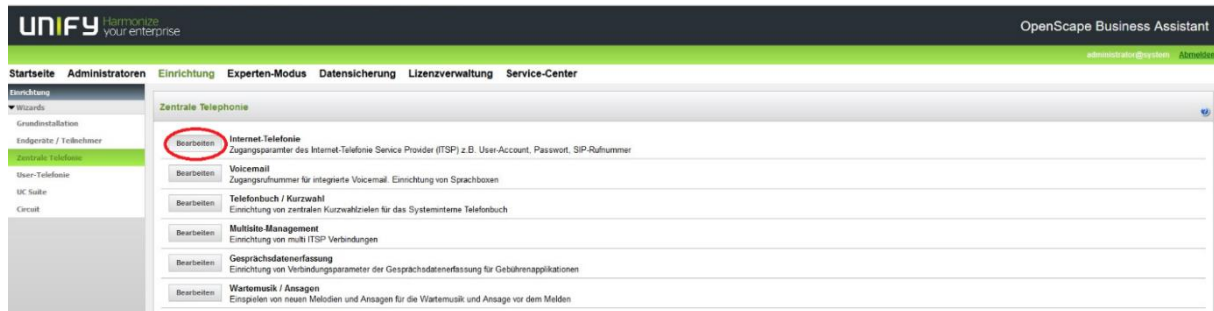 UNIFY Harmonize your enterprise
OpenScape Business Assistant
administrator@system Abmelden
Startseite Administratoren Einrichtung Experten-Modus Datensicherung Lizenzverwaltung Service-Center
Einrichtung
Wizards
Grundinstallation
Endgeräte / Teilnehmer
Zentrale Telefonie
User-Telefonie
UC Suite
Circuit
Zentrale Telephonie
Bearbeiten
Internet-Telefonie
Zugangsparamter des Internet-Telefonie Service Provider (ITSP) z.B. User-Account, Passwort, SIP-Rufnummer
Bearbeiten
Voicemail
Zugangsrufnummer für integrierte Voicemail. Einrichtung von Sprachboxen
Bearbeiten
Telefonbuch / Kurzwahl
Einrichtung von zentralen Kurzwahlzielen für das Systeminterne Telefonbuch
Bearbeiten
Multisite-Management
Einrichtung von multi ITSP Verbindungen
Bearbeiten
Gesprächsdatenerfassung
Einrichtung von Verbindungsparameter der Gesprächsdatenerfassung für Gebührenapplikationen
Bearbeiten
Wartemusik / Ansagen
Einspielen von neuen Melodien und Ansagen für die Wartemusik und Ansage vor dem Melden